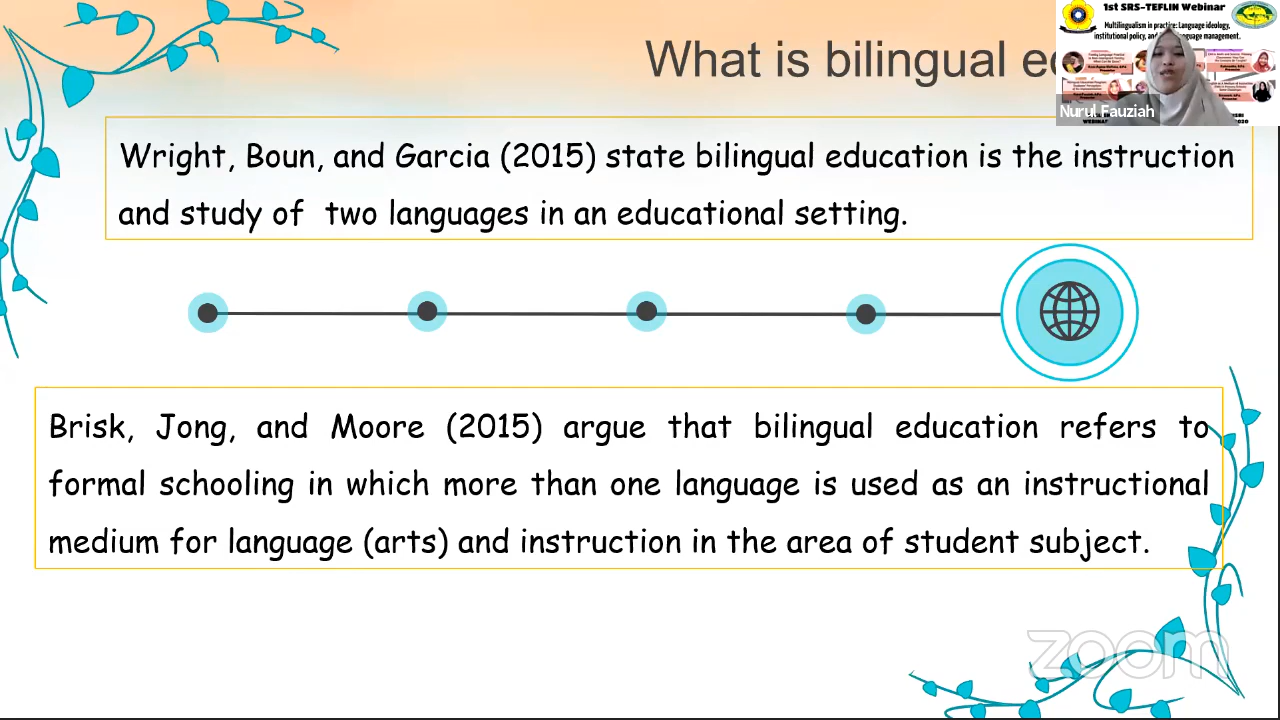 What is bilingual
1st SRS-TEFLIN Webinar
Multilingualism in practice: Language ideology,
institutional policy, and language management.
Nurul Fauziah
Wright, Boun, and Garcia (2015) state bilingual education is the instruction
and study of two languages in an educational setting.
Brisk, Jong, and Moore (2015) argue that bilingual education refers to
formal schooling in which more than one language is used as an instructional
medium for language (arts) and instruction in the area of student subject.
zoom